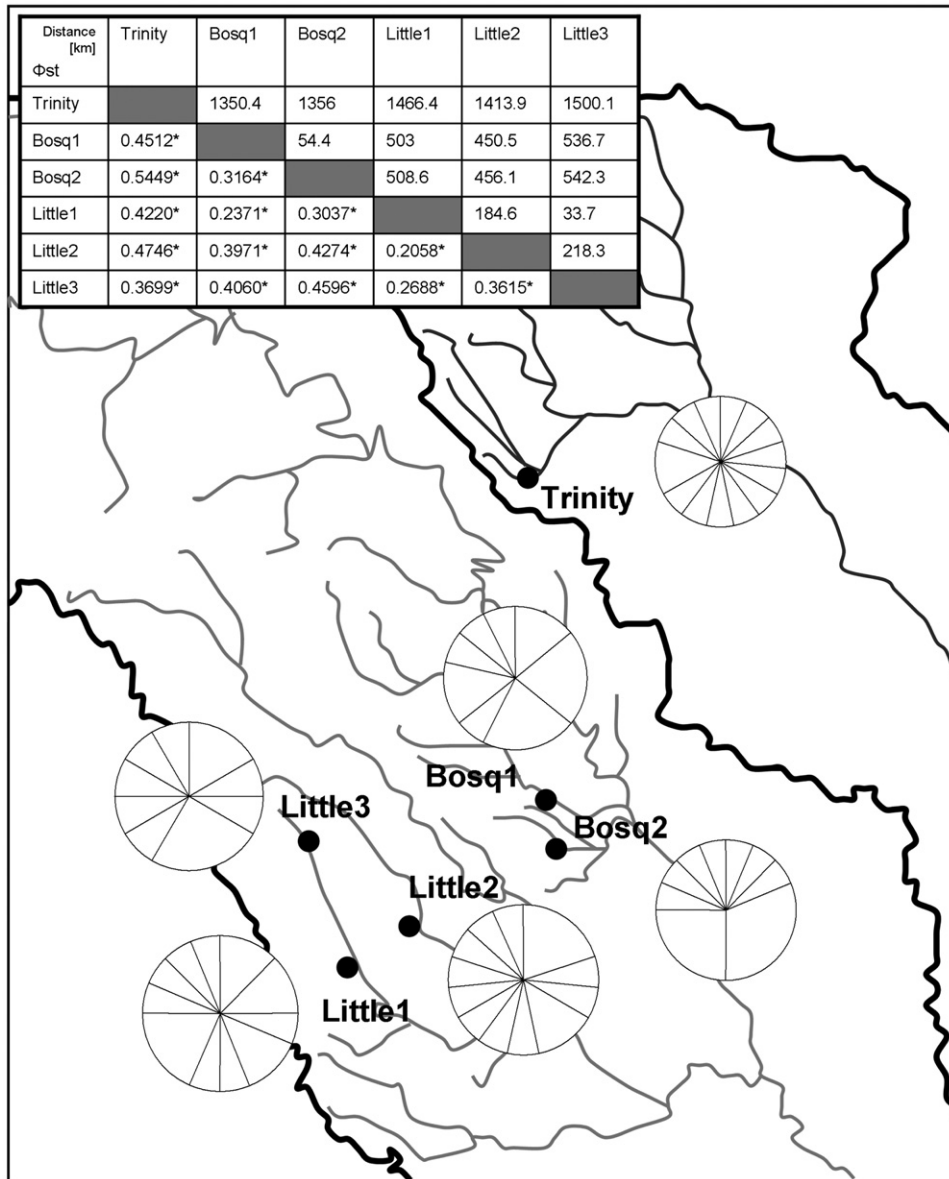 Distance Trinity Bosq1 Bosq2 Little1 Little2 Little3
[km]
Φst
Trinity 1350.4 1356 1466.4 1413.9 1500.1
Bosq1 0.4512* 54.4 503 450.5 536.7
Bosq2 0.5449* 0.3164* 508.6 456.1 542.3
Little1 0.4220* 0.2371* 0.3037* 184.6 33.7
Little2 0.4746* 0.3971* 0.4274* 0.2058* 218.3
Little3 0.3699* 0.4060* 0.4596* 0.2688* 0.3615*
Trinity
Bosq1
Little3
Bosq2
Little2
Little1